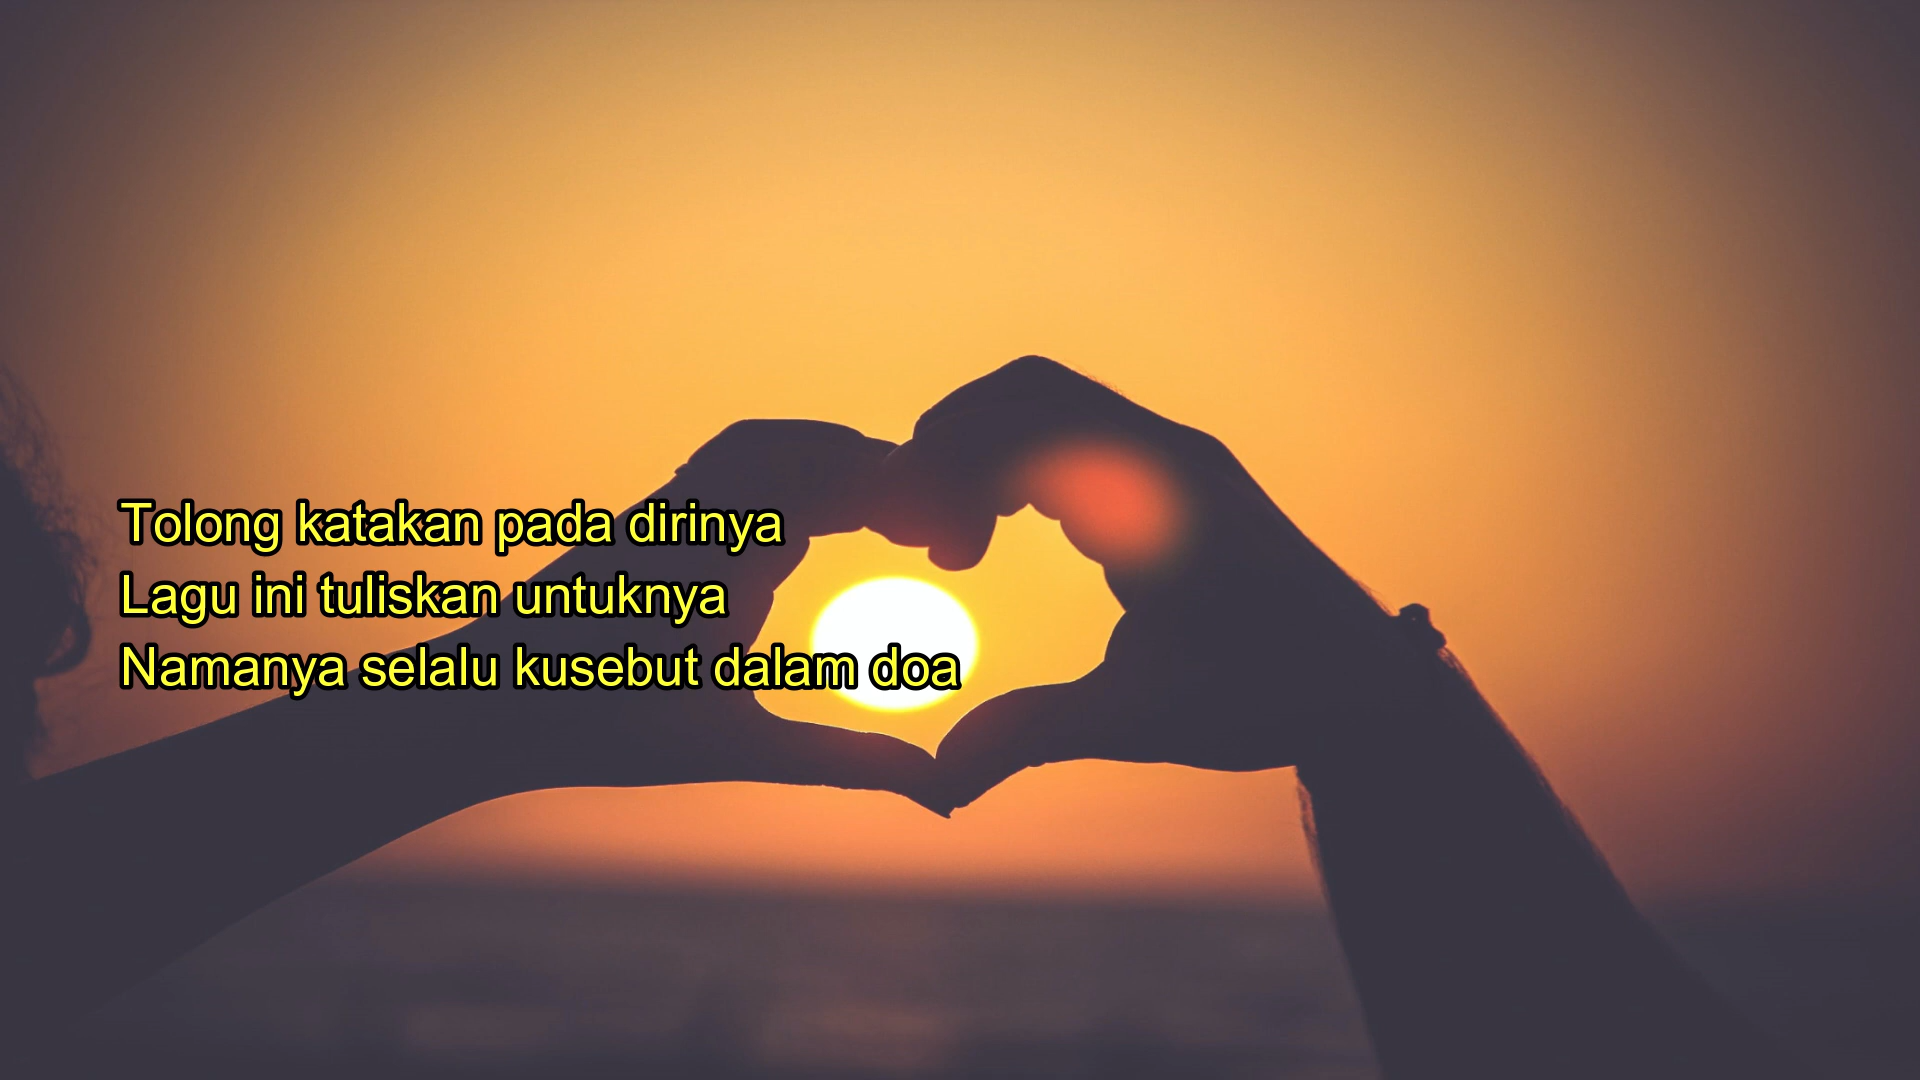 Tolong katakan pada dirinya
Lagu ini tuliskan untuknya
Namanya selalu kusebut dalam doa